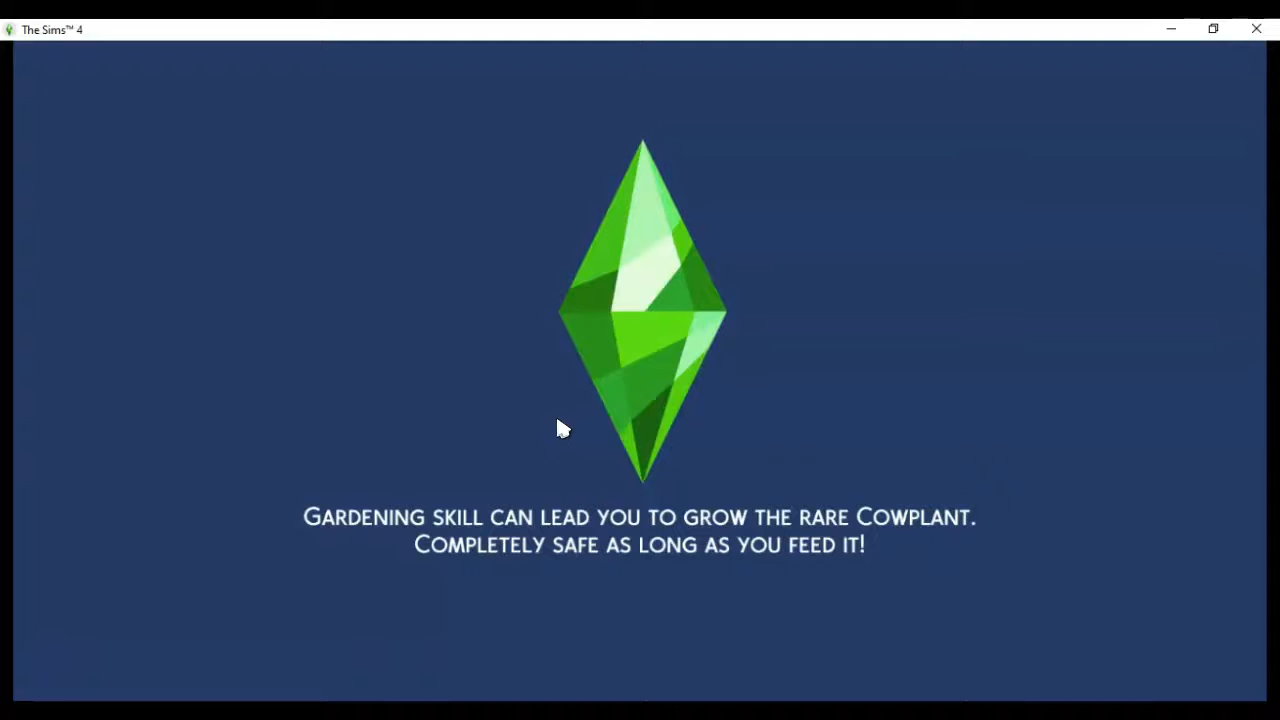 The Sims™ 4
Gardening skill can lead you to grow the rare Cowplant.
Completely safe as long as you feed it!